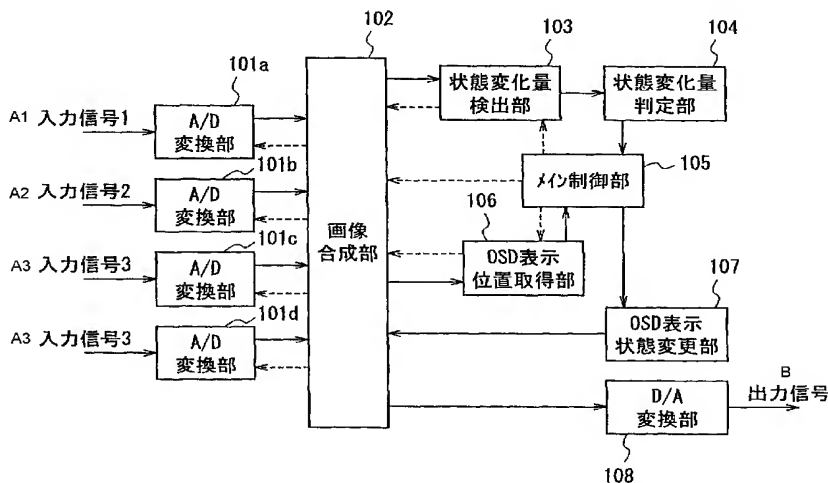 102
103
104
101a
状態変化量
検出部
状態変化量
判定部
A1 入力信号1
A/D
変換部
101b
105
A2 入力信号2
A/D
変換部
メイン制御部
106
101c
画像
合成部
A3 入力信号3
A/D
変換部
OSD表示
位置取得部
107
101d
A3 入力信号3
A/D
変換部
OSD表示
状態変更部
B
出力信号
D/A
変換部
108